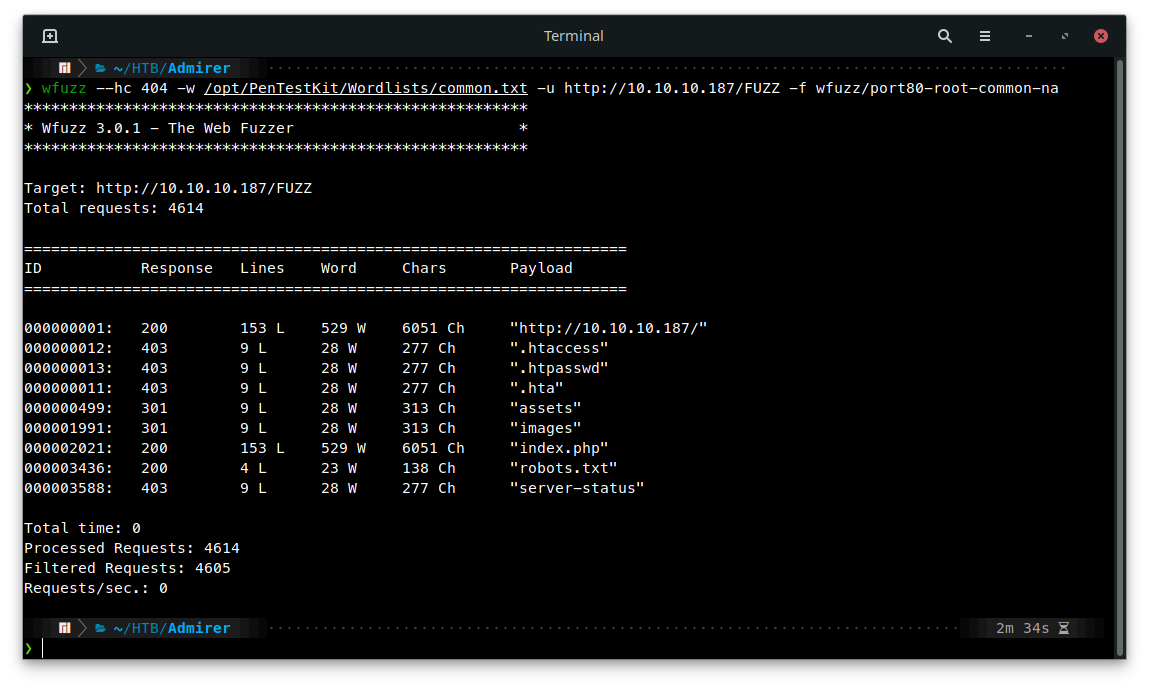 Terminal
~/HTB/Admirer
❯ wfuzz --hc 404 -w /opt/PenTestKit/Wordlists/common.txt -u http://10.10.10.187/FUZZ -f wfuzz/port80-root-common-na
********************************************************
* Wfuzz 3.0.1 - The Web Fuzzer                         *
********************************************************
Target: http://10.10.10.187/FUZZ
Total requests: 4614
===================================================================
ID           Response   Lines    Word     Chars       Payload
===================================================================
000000001:   200        153 L    529 W    6051 Ch     "http://10.10.10.187/"
000000012:   403        9 L      28 W     277 Ch      ".htaccess"
000000013:   403        9 L      28 W     277 Ch      ".htpasswd"
000000011:   403        9 L      28 W     277 Ch      ".hta"
000000499:   301        9 L      28 W     313 Ch      "assets"
000001991:   301        9 L      28 W     313 Ch      "images"
000002021:   200        153 L    529 W    6051 Ch     "index.php"
000003436:   200        4 L      23 W     138 Ch      "robots.txt"
000003588:   403        9 L      28 W     277 Ch      "server-status"
Total time: 0
Processed Requests: 4614
Filtered Requests: 4605
Requests/sec.: 0
~/HTB/Admirer 2m 34s
❯